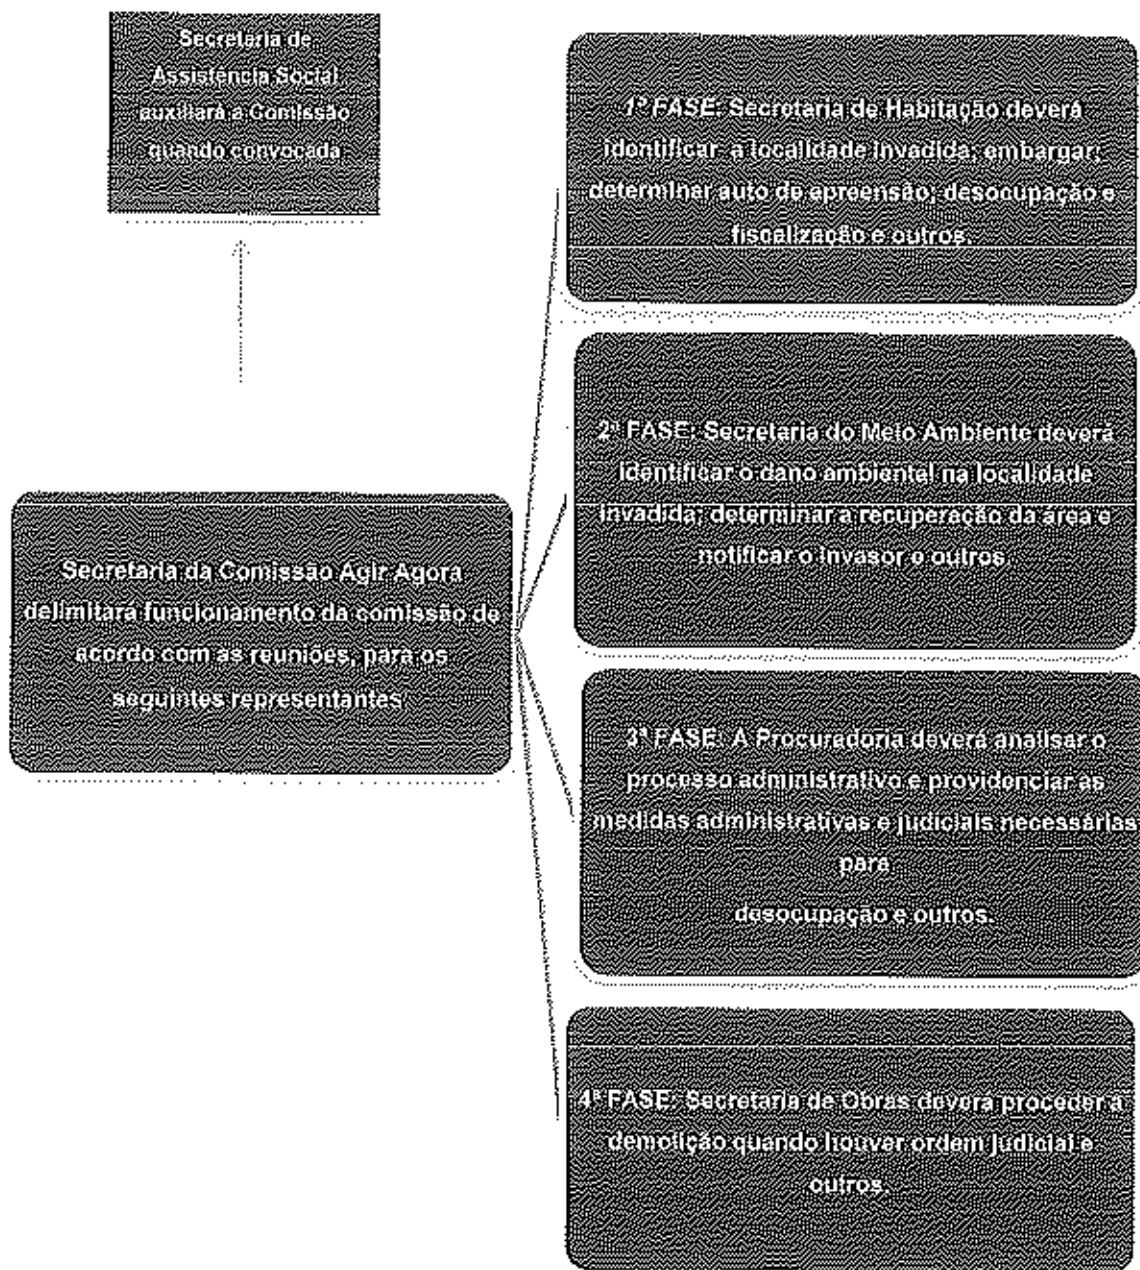 Secretaria de
Assistência Social
auxiliará a Comissão
quando convocada
1ª FASE: Secretaria de Habitação deverá
identificar a localidade invadida; embargar;
determinar auto de epreensão; desocupação e
fiscalização e outros.
2ª FASE: Secretaria do Meio Ambiente deverá
identificar o dano ambiental na localidade
invadida; determinar a recuperação da área e
notificar o invasor e outros.
Secretaria da Comissão Agir Agora
delimitará funcionamento da comissão de
acordo com as reuniões, para os
seguintes representantes:
3ª FASE: A Procuradoria deverá analisar o
processo administrativo e providenciar as
medidas administrativas e judiciais necessárias
para
desocupação e outros.
4ª FASE: Secretaria de Obras devera proceder a
demolição quando houver ordem judicial e
outros.